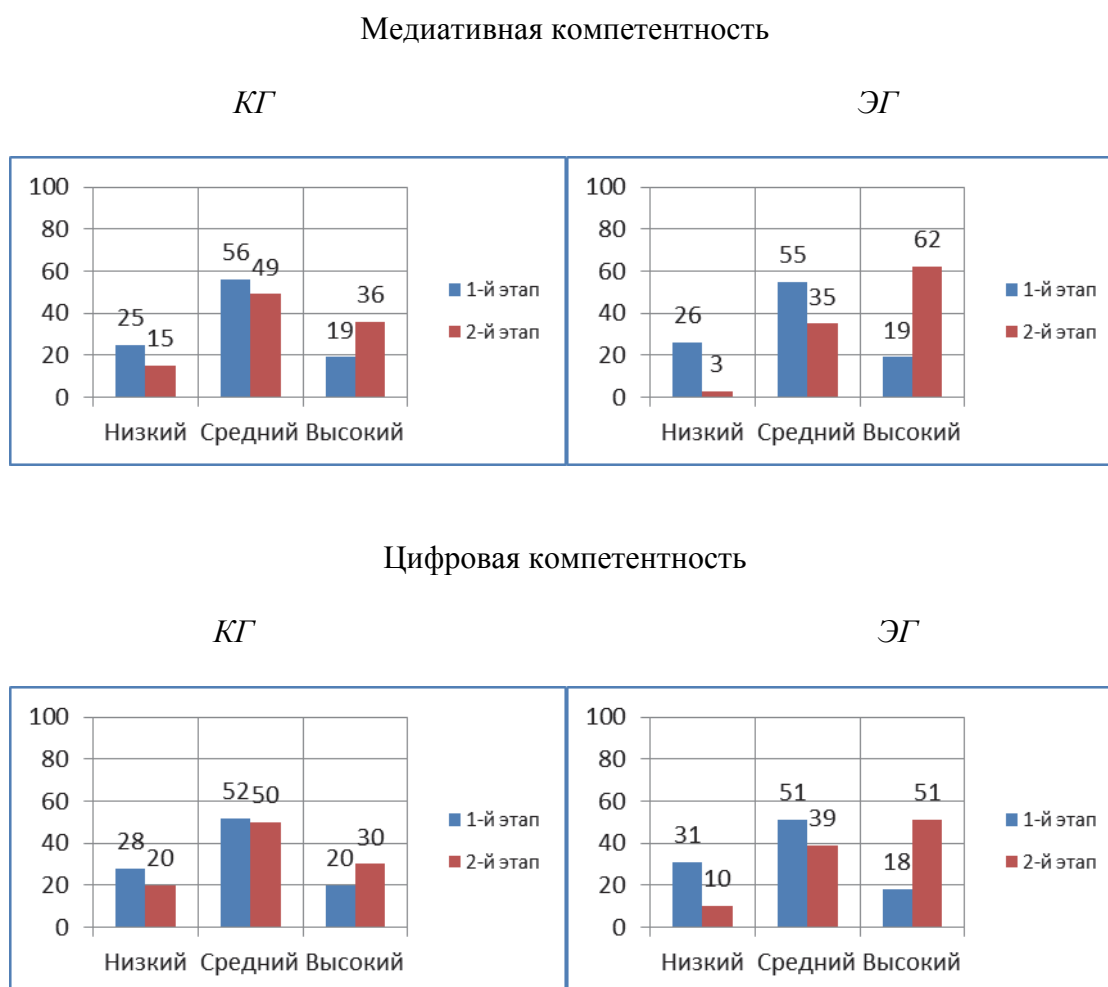 Медиативная компетентность
КГ ЭГ
100
80
60
40
20
0
25 15 56 49 19 36
Низкий Средний Высокий
1-й этап
2-й этап
100
80
60
40
20
0
26 3 55 35 19 62
Низкий Средний Высокий
1-й этап
2-й этап
Цифровая компетентность
КГ ЭГ
100
80
60
40
20
0
28 20 52 50 20 30
Низкий Средний Высокий
1-й этап
2-й этап
100
80
60
40
20
0
31 10 51 39 18 51
Низкий Средний Высокий
1-й этап
2-й этап